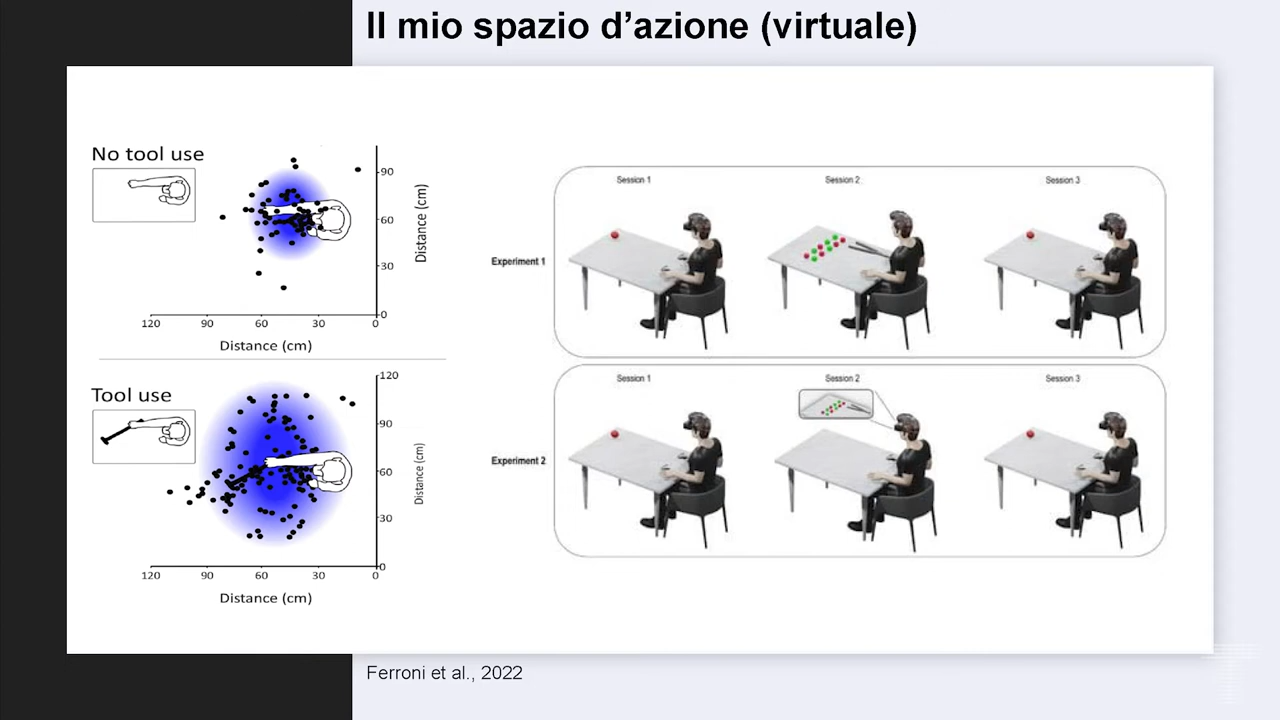 Il mio spazio d'azione (virtuale)
No tool use
90
60
30
0
Distance (cm)
120 90 60 30 0
Distance (cm)
Tool use
120
90
60
30
0
Distance (cm)
120 90 60 30 0
Distance (cm)
Session 1 Session 2 Session 3
Experiment 1
Session 1 Session 2 Session 3
Experiment 2
Ferroni et al., 2022